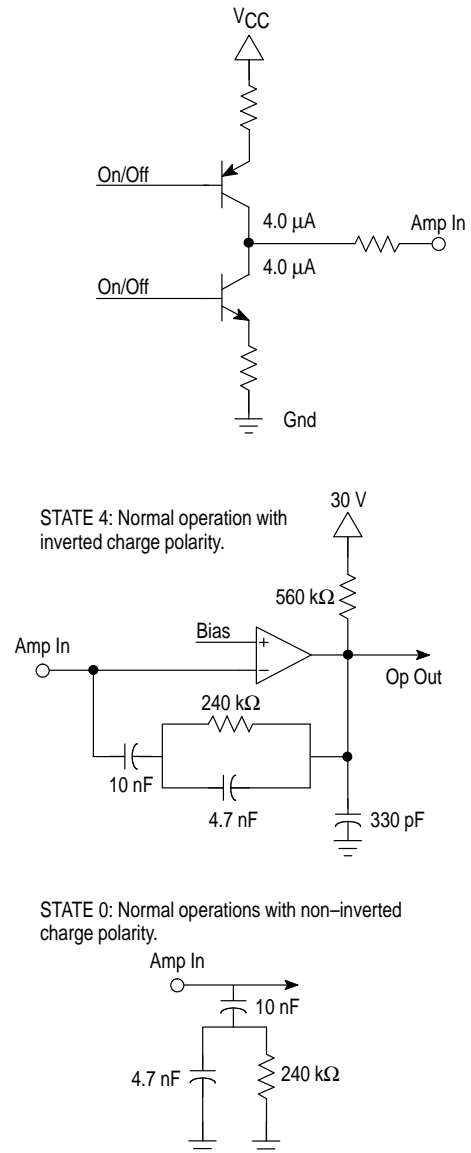 VCC
On/Off
4.0 µA
Amp In
4.0 µA
On/Off
Gnd
STATE 4: Normal operation with
inverted charge polarity.
30 V
560 kΩ
Bias
Amp In
+
−
Op Out
240 kΩ
10 nF
4.7 nF
330 pF
STATE 0: Normal operations with non–inverted
charge polarity.
Amp In
10 nF
4.7 nF
240 kΩ